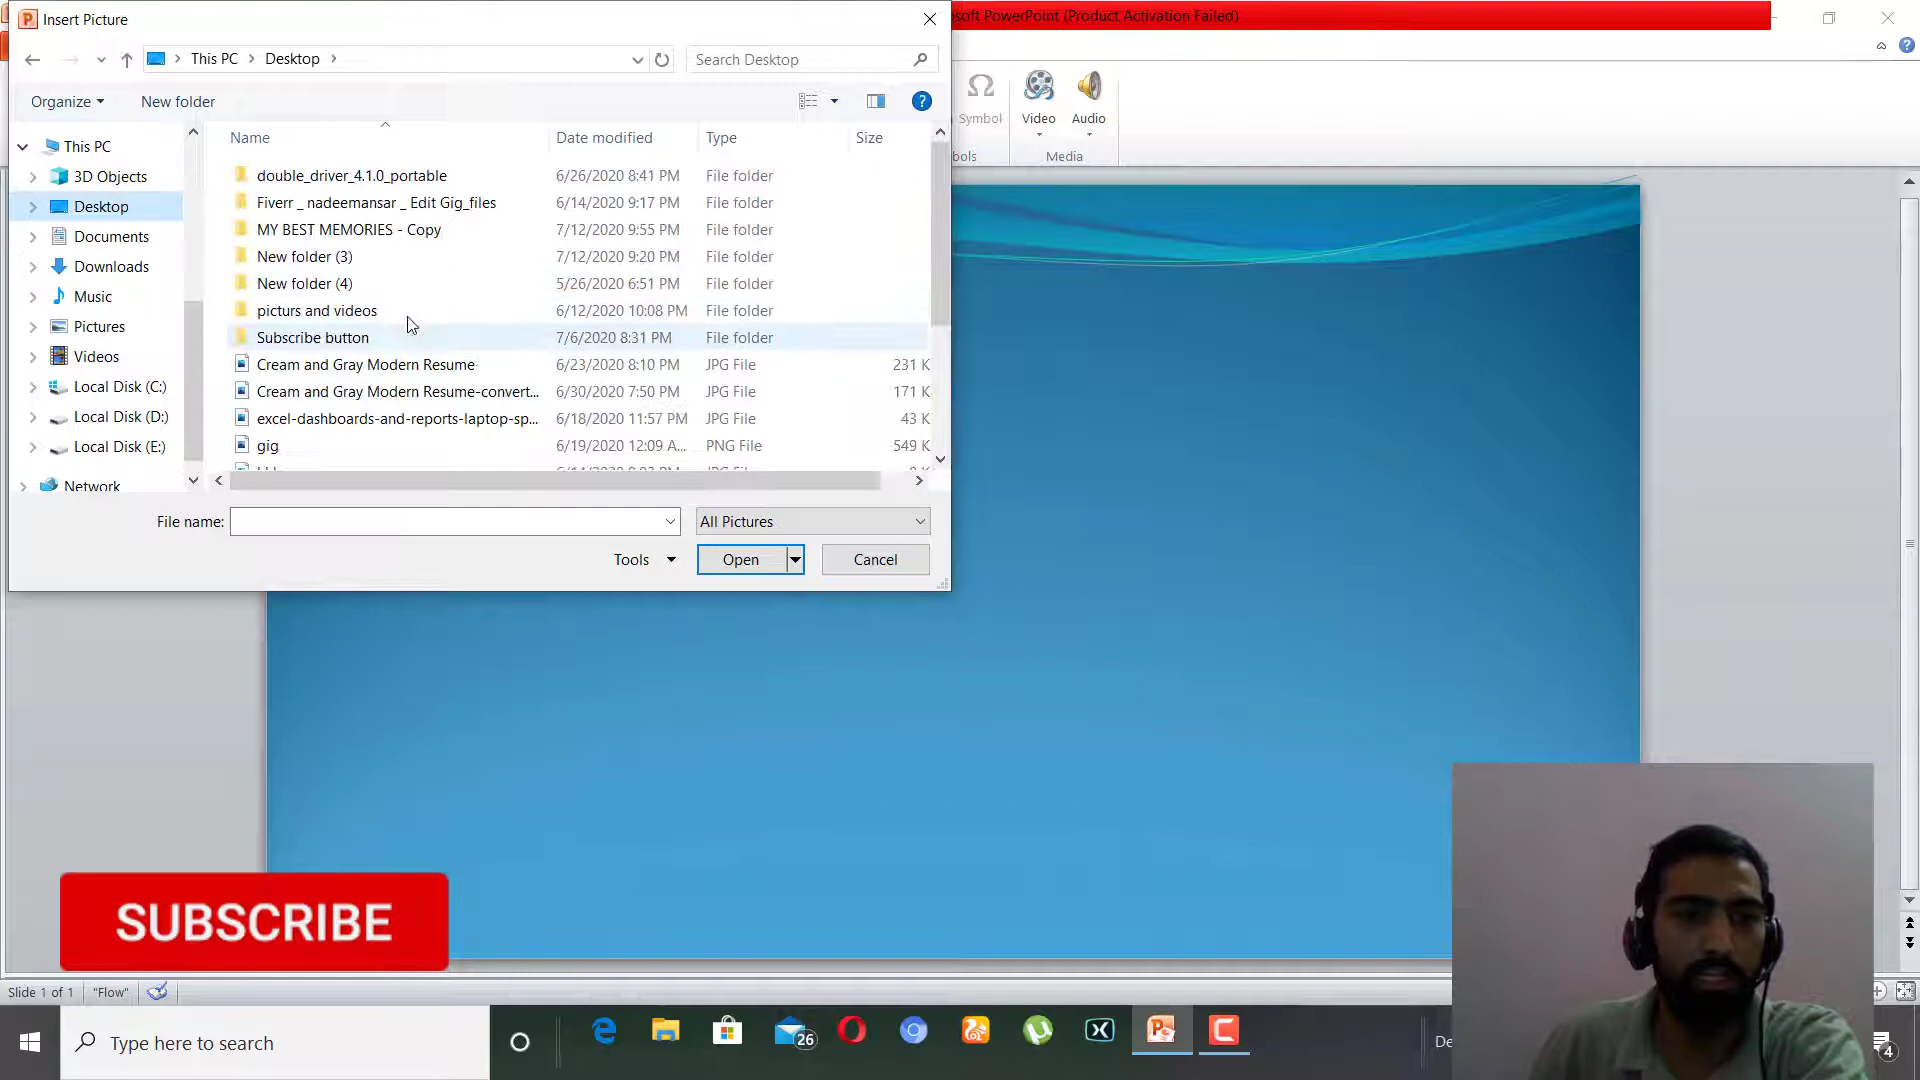 Insert Picture
osoft PowerPoint (Product Activation Failed)
This PC Desktop
Search Desktop
Organize New folder
Symbol Video Audio
bols Media
Name Date modified Type Size
This PC
3D Objects
Desktop
Documents
Downloads
Music
Pictures
Videos
Local Disk (C:)
Local Disk (D:)
Local Disk (E:)
Network
double_driver_4.1.0_portable 6/26/2020 8:41 PM File folder
Fiverr _ nadeemansar _ Edit Gig_files 6/14/2020 9:17 PM File folder
MY BEST MEMORIES - Copy 7/12/2020 9:55 PM File folder
New folder (3) 7/12/2020 9:20 PM File folder
New folder (4) 5/26/2020 6:51 PM File folder
picturs and videos 6/12/2020 10:08 PM File folder
Subscribe button 7/6/2020 8:31 PM File folder
Cream and Gray Modern Resume- 6/23/2020 8:10 PM JPG File 231 K
Cream and Gray Modern Resume-convert... 6/30/2020 7:50 PM JPG File 171 K
excel-dashboards-and-reports-laptop-sp... 6/18/2020 11:57 PM JPG File 43 K
gig 6/19/2020 12:09 A... PNG File 549 K
File name: All Pictures
Tools Open Cancel
SUBSCRIBE
Slide 1 of 1 "Flow"
Type here to search 26 De 4